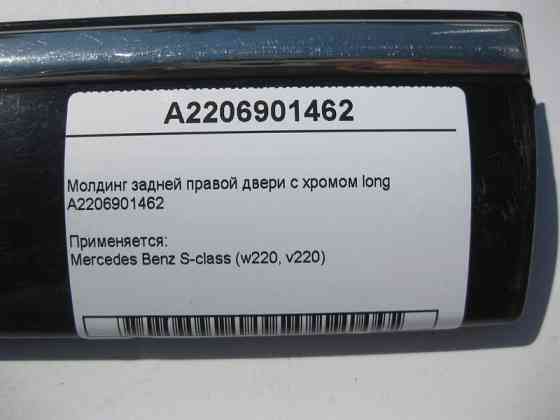 A2206901462
Молдинг задней правой двери с хромом long
A2206901462
Применяется:
Mercedes Benz S-class (w220, v220)